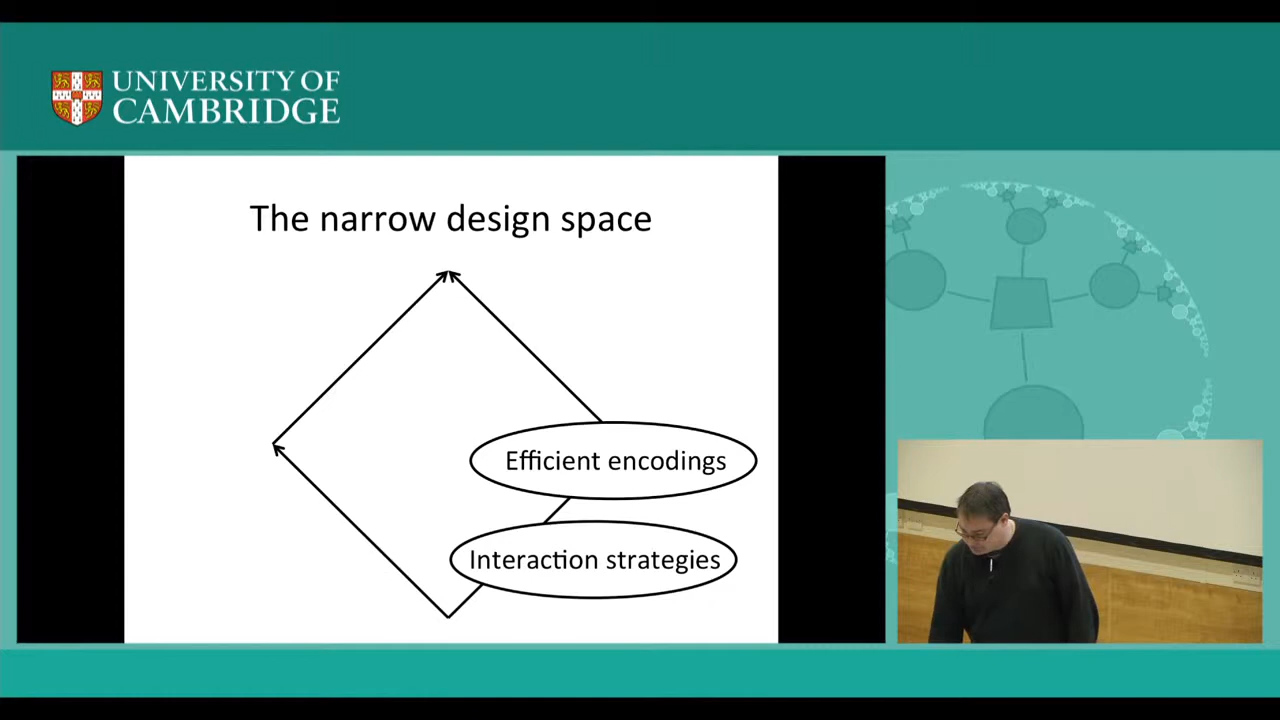 UNIVERSITY OF
CAMBRIDGE
The narrow design space
Efficient encodings
Interaction strategies